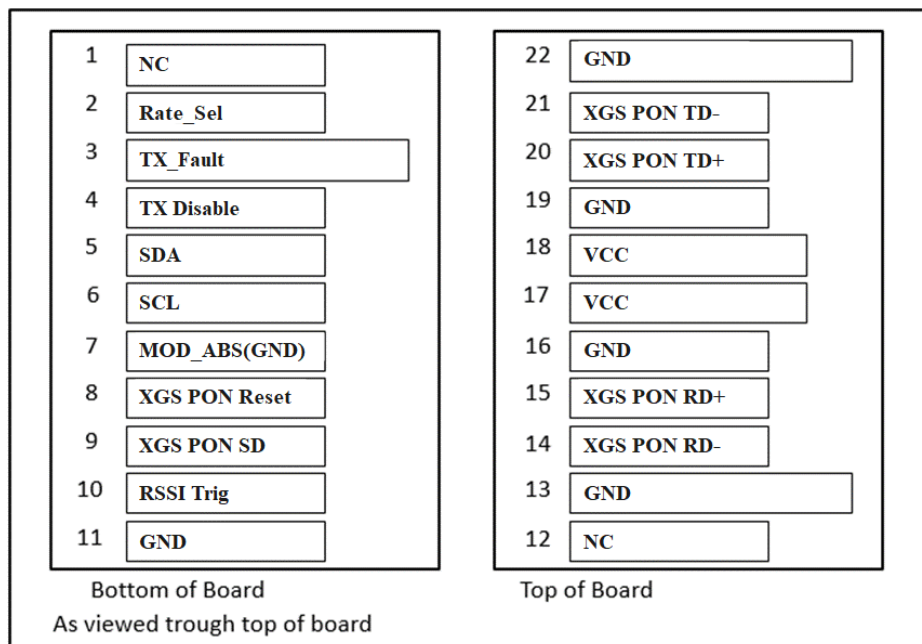 1 NC
2 Rate_Sel
3 TX_Fault
4 TX Disable
5 SDA
6 SCL
7 MOD_ABS(GND)
8 XGS PON Reset
9 XGS PON SD
10 RSSI Trig
11 GND
Bottom of Board
As viewed trough top of board
22 GND
21 XGS PON TD-
20 XGS PON TD+
19 GND
18 VCC
17 VCC
16 GND
15 XGS PON RD+
14 XGS PON RD-
13 GND
12 NC
Top of Board